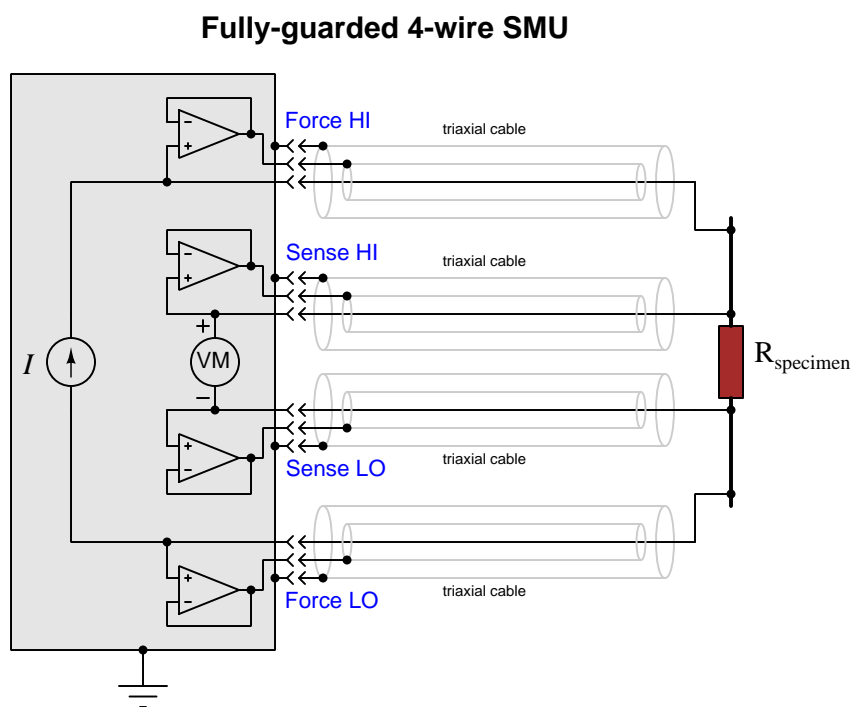 Fully-guarded 4-wire SMU
Force HI
triaxial cable
−
+
Sense HI
triaxial cable
−
+
+
I
VM
−
R specimen
+
−
Sense LO
triaxial cable
+
−
Force LO
triaxial cable